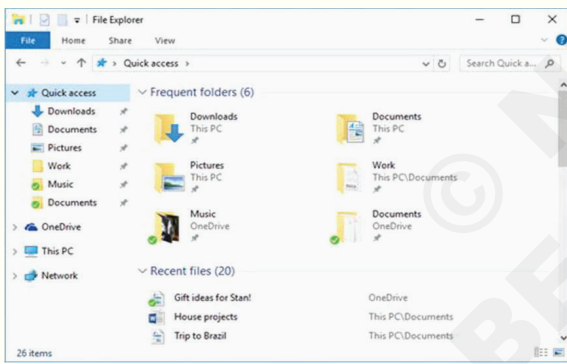 File Explorer
File Home Share View
Quick access Search Quick a...
Quick access
Downloads
Documents
Pictures
Work
Music
Documents
OneDrive
This PC
Network
Frequent folders (6)
Downloads
This PC
Documents
This PC
Pictures
This PC
Work
This PC\Documents
Music
OneDrive
Documents
OneDrive
Recent files (20)
Gift ideas for Stan! OneDrive
House projects This PC\Documents
Trip to Brazil This PC\Documents
26 items
©